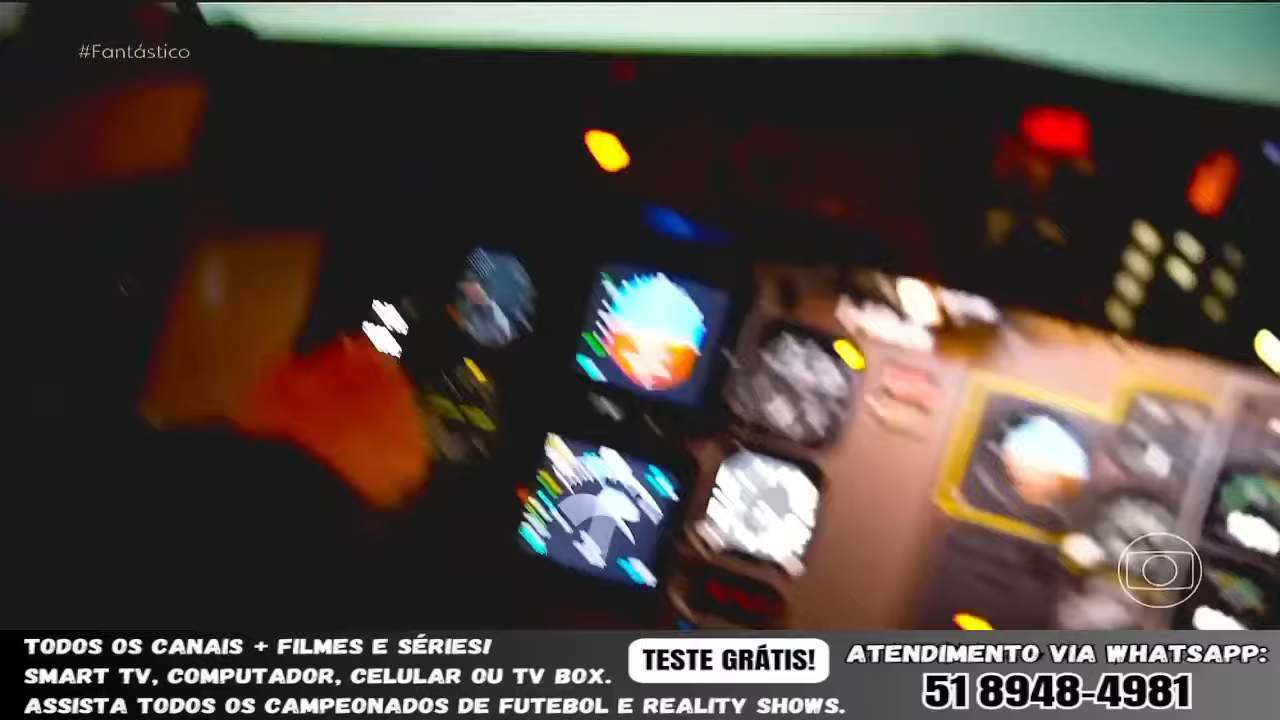 #Fantástico
TODOS OS CANAIS + FILMES E SÉRIES!
SMART TV, COMPUTADOR, CELULAR OU TV BOX.
ASSISTA TODOS OS CAMPEONADOS DE FUTEBOL E REALITY SHOWS.
TESTE GRÁTIS!
ATENDIMENTO VIA WHATSAPP:
51 8948-4981